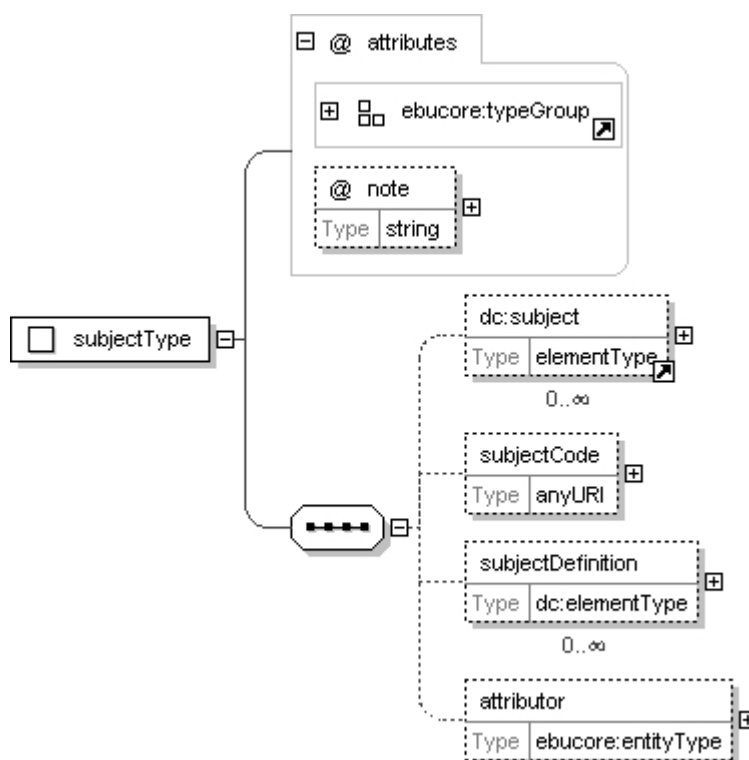 @ attributes
ebucore:typeGroup
@ note
Type string
subjectType
dc:subject
Type elementType
0..∞
subjectCode
Type anyURI
subjectDefinition
Type dc:elementType
0..∞
attributor
Type ebucore:entityType